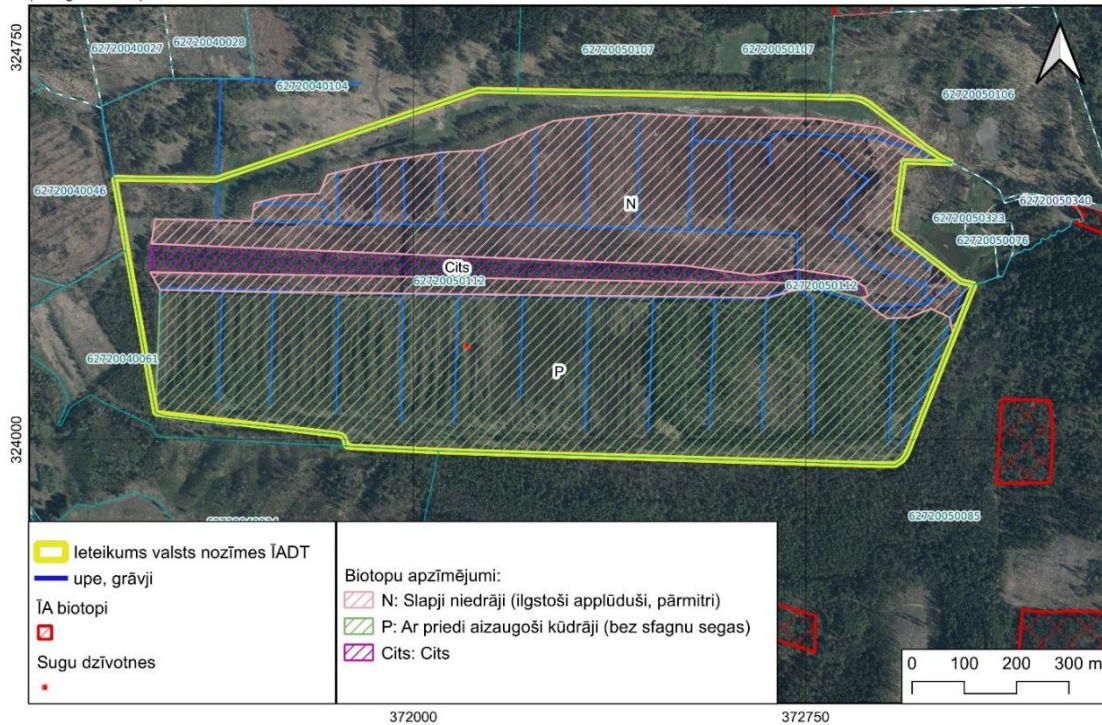 324750
62720040027
62720040028
62720050107
62720050107
62720040104
62720050106
62720040046
62720050340
N
62720050323
62720050076
Cits
62720050112
62720050112
62720040061
P
324000
62720050085
Ieteikums valsts nozīmes ĪADT
upe, grāvji
ĪA biotopi
Sugu dzīvotnes
Biotopu apzīmējumi:
N: Slapji niedrāji (ilgstoši applūduši, pārmitri)
P: Ar priedi aizaugoši kūdrāji (bez sfagnu segas)
Cits: Cits
0 100 200 300 m
372000
372750